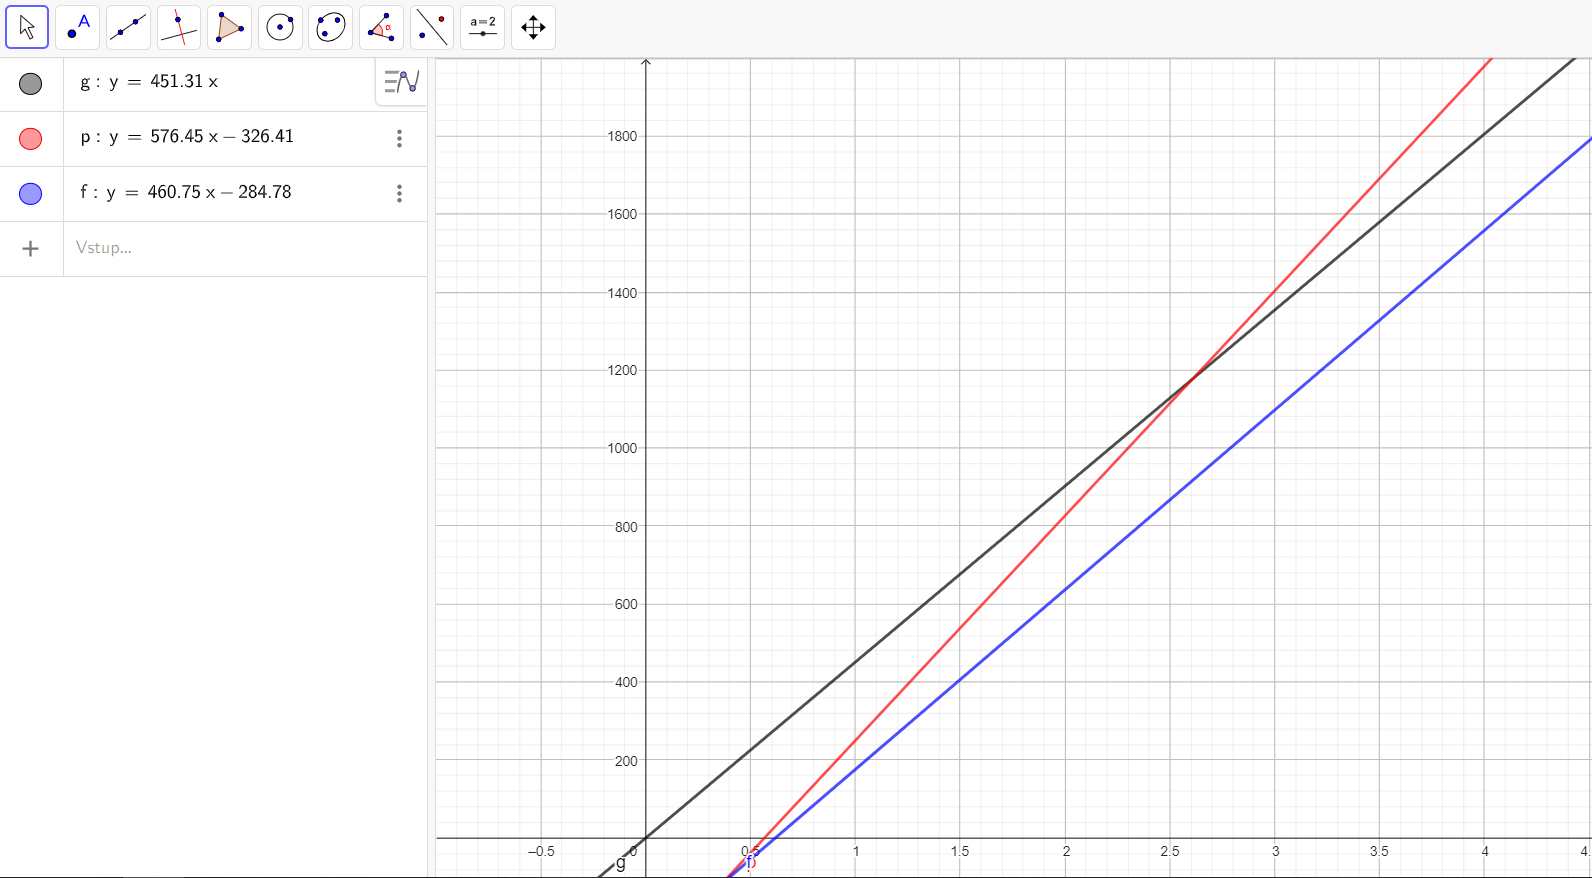 A
α
a=2
g : y = 451.31 x
p : y = 576.45 x − 326.41
f : y = 460.75 x − 284.78
Vstup...
1800
1600
1400
1200
1000
800
600
400
200
–0.5 0 0.5 1 1.5 2 2.5 3 3.5 4 4.
g f p